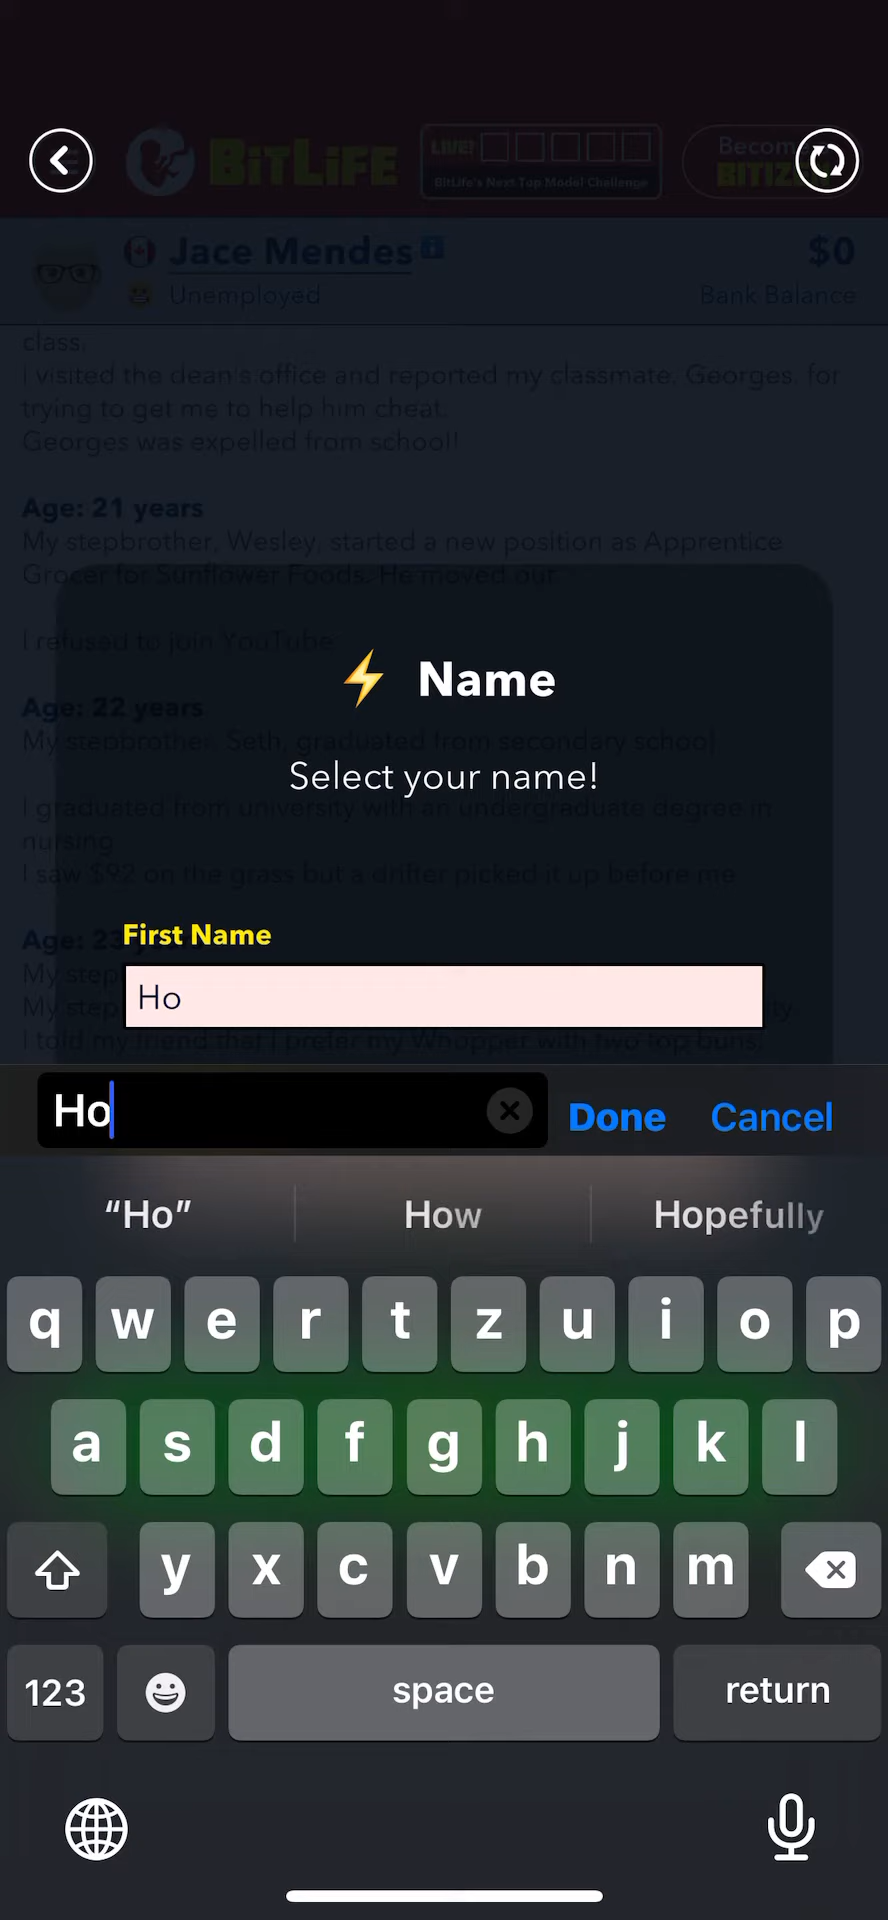 BitLife
LIVE!
BitLife's Next Top Model Challenge
Become
BITIZEN
Jace Mendes
$0
Unemployed
Bank Balance
class.
I visited the dean's office and reported my classmate, Georges, for
trying to get me to help him cheat.
Georges was expelled from school!
Age: 21 years
My stepbrother, Wesley, started a new position as Apprentice
Grocer for Sunflower Foods. He moved out.
I refused to join YouTube.
Age: 22 years
My stepbrother, Seth, graduated from secondary school
I graduated from university with an undergraduate degree in
nursing
I saw $92 on the grass but a drifter picked it up before me
Age: 23
My step
My step
I told my friend that I prefer my Whopper with two top buns.
Name
Select your name!
First Name
Ho
Ho
Done
Cancel
“Ho”
How
Hopefully
q w e r t z u i o p
a s d f g h j k l
y x c v b n m
123
space
return